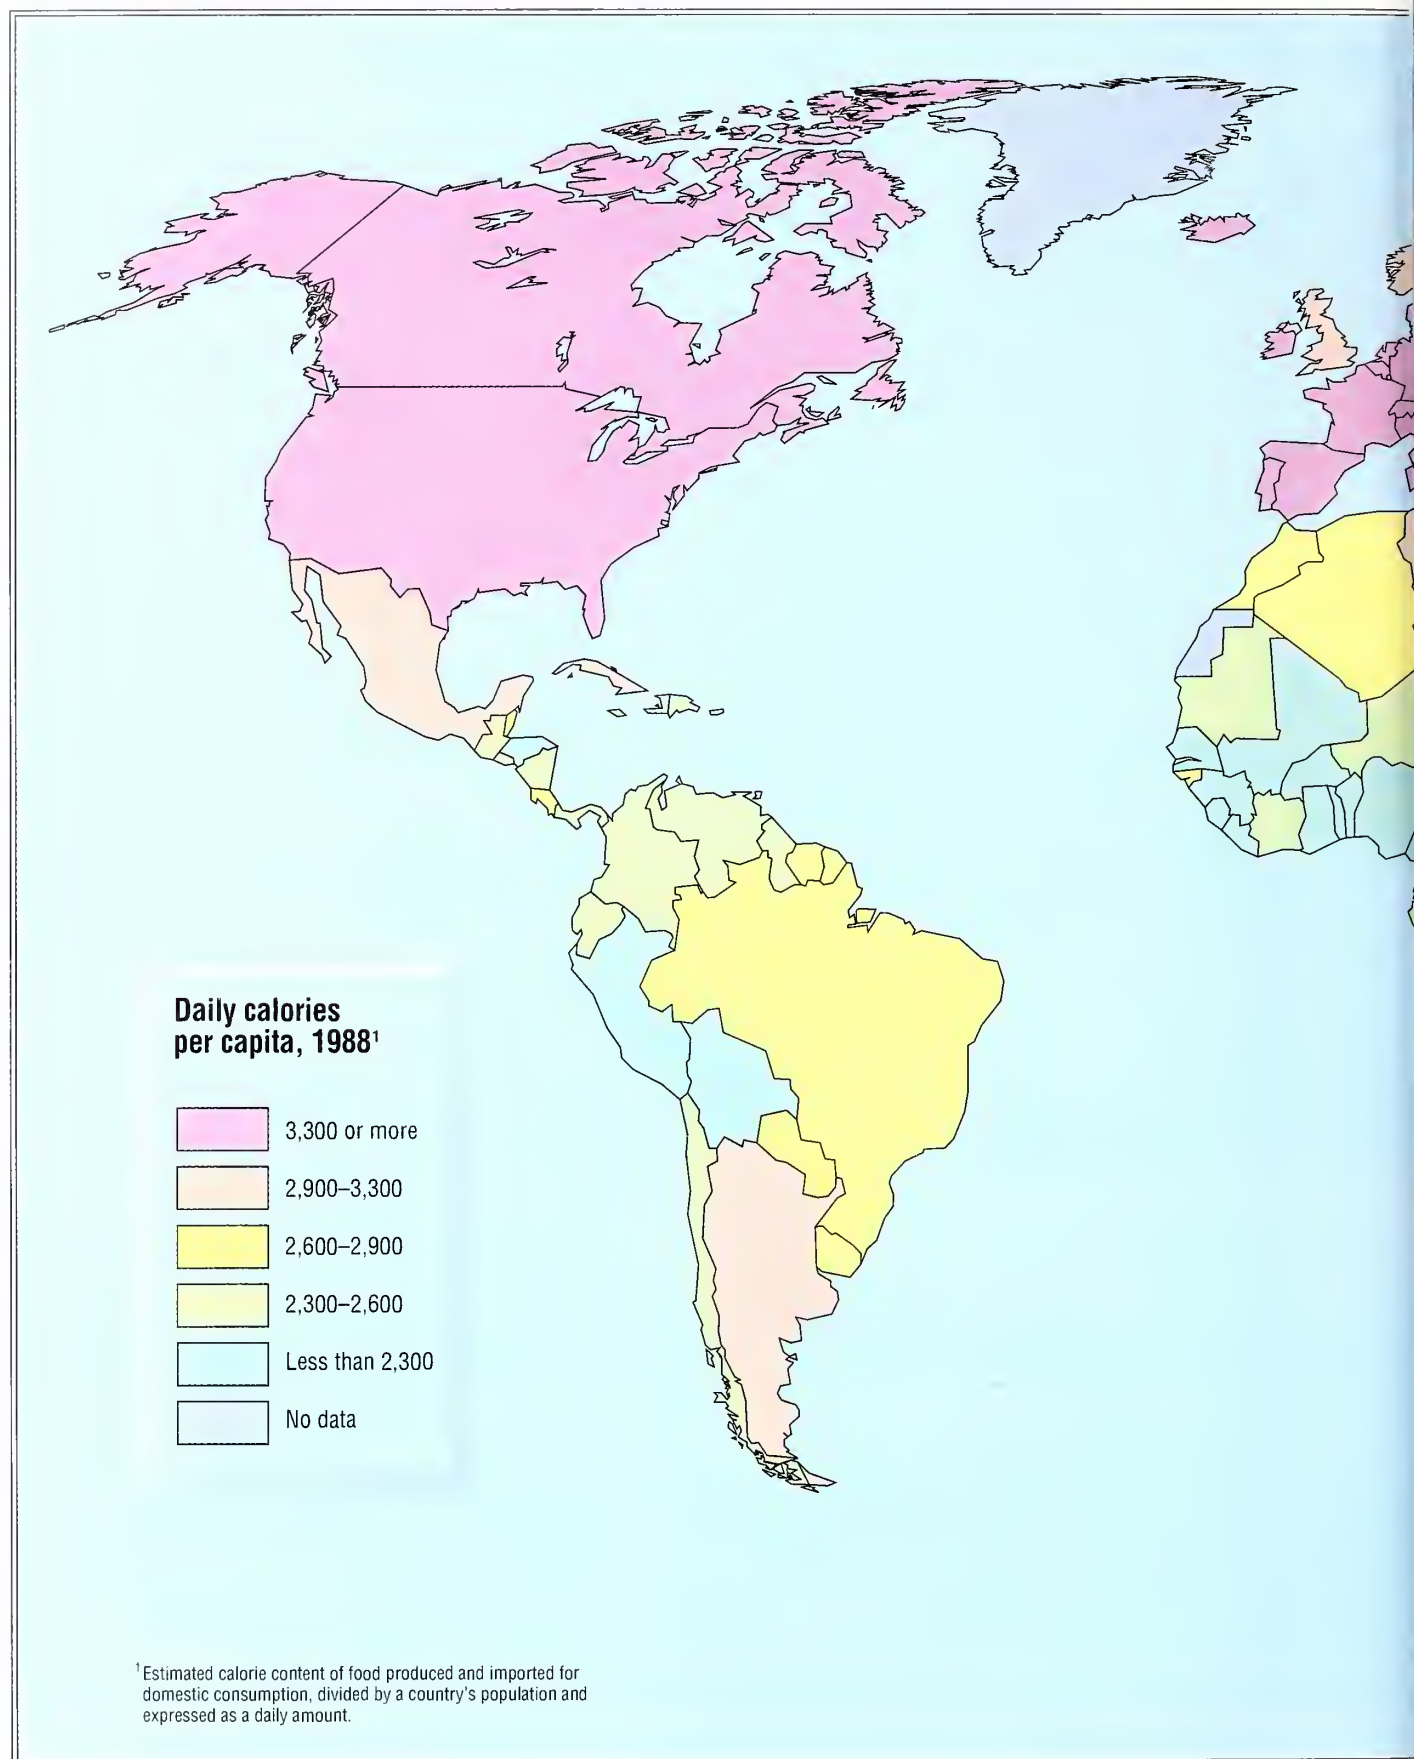 Daily calories
per capita, 1988¹
3,300 or more
2,900–3,300
2,600–2,900
2,300–2,600
Less than 2,300
No data
¹ Estimated calorie content of food produced and imported for
domestic consumption, divided by a country's population and
expressed as a daily amount.